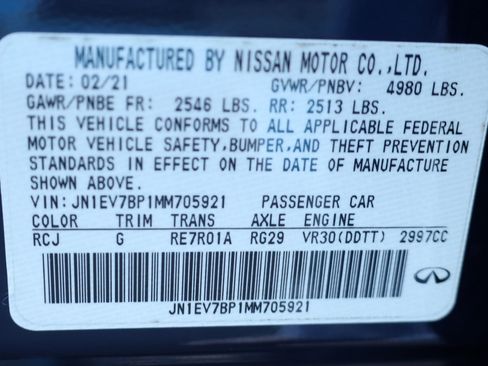 MANUFACTURED BY NISSAN MOTOR CO.,LTD.
DATE: 02/21 GVWR/PNBV: 4980 LBS.
GAWR/PNBE FR: 2546 LBS. RR: 2513 LBS.
THIS VEHICLE CONFORMS TO ALL APPLICABLE FEDERAL
MOTOR VEHICLE SAFETY,BUMPER,AND THEFT PREVENTION
STANDARDS IN EFFECT ON THE DATE OF MANUFACTURE
SHOWN ABOVE.
VIN: JN1EV7BP1MM705921 PASSENGER CAR
COLOR TRIM TRANS AXLE ENGINE
RCJ G RE7R01A RG29 VR30(DDTT) 2997CC
JN1EV7BP1MM705921